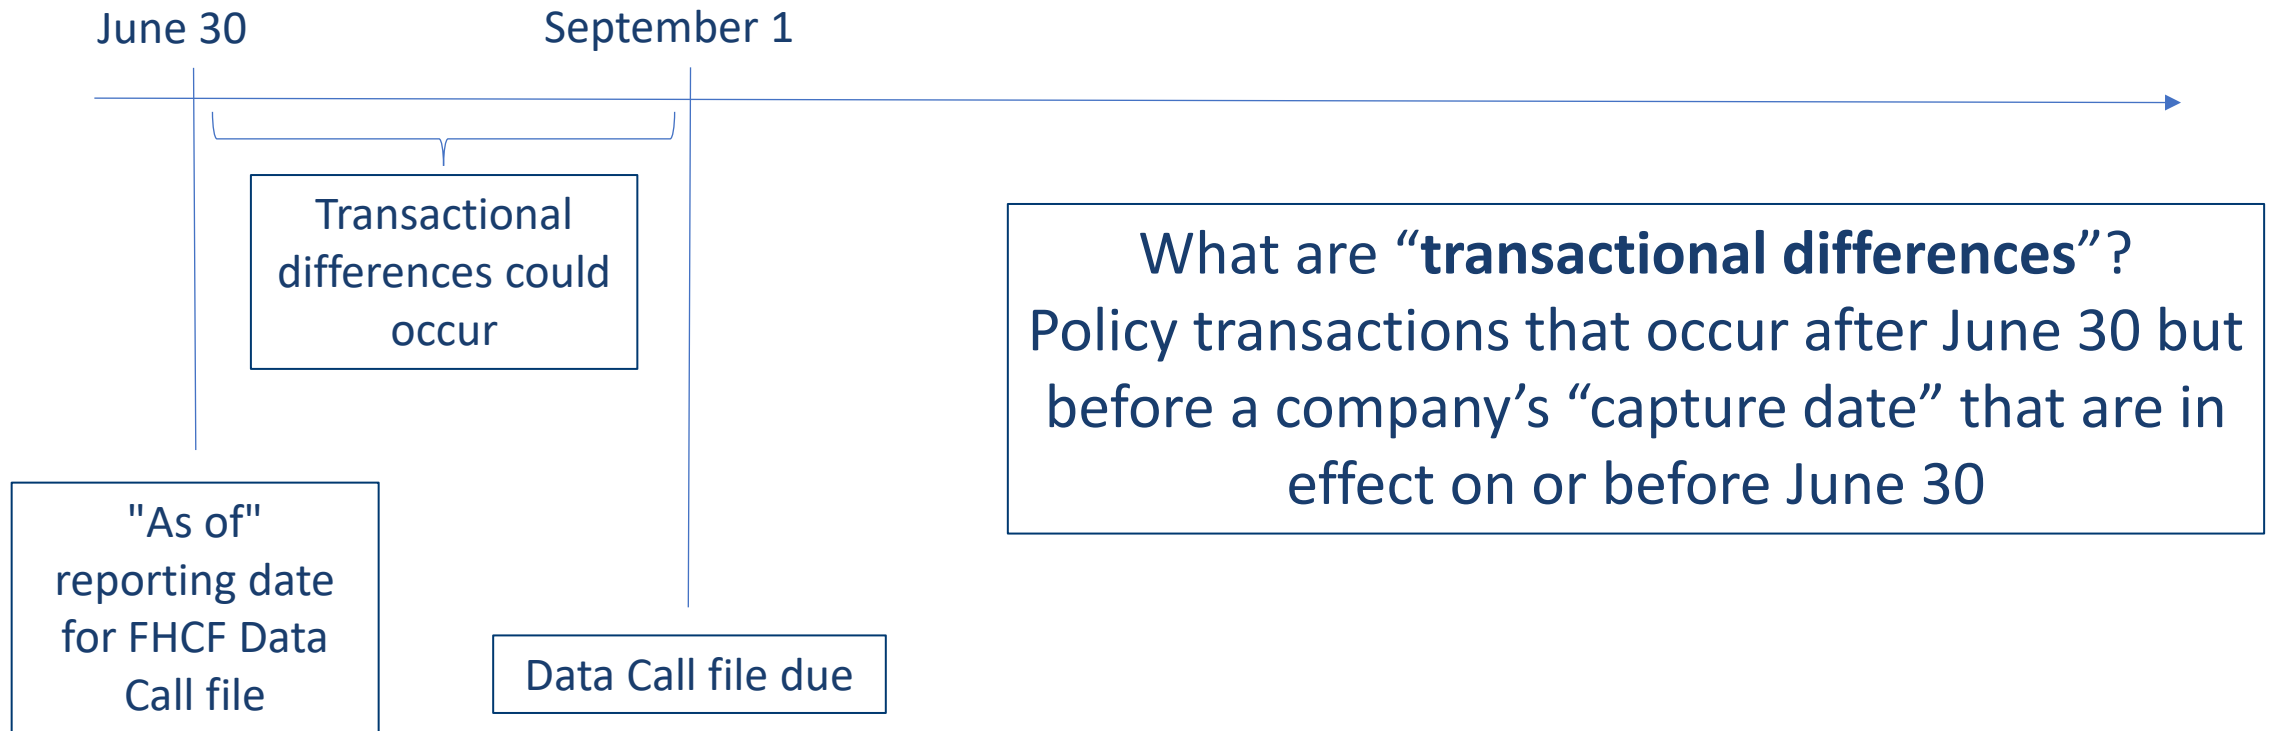 June 30
September 1
Transactional
differences could
occur
What are “transactional differences”?
Policy transactions that occur after June 30 but
before a company’s “capture date” that are in
effect on or before June 30
"As of"
reporting date
for FHCF Data
Call file
Data Call file due